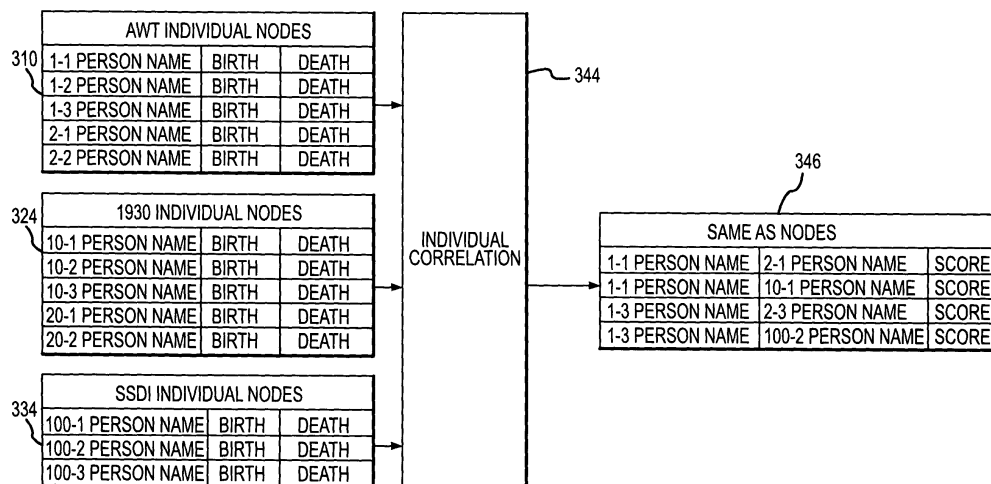 AWT INDIVIDUAL NODES
310
1-1 PERSON NAME BIRTH DEATH
1-2 PERSON NAME BIRTH DEATH
1-3 PERSON NAME BIRTH DEATH
2-1 PERSON NAME BIRTH DEATH
2-2 PERSON NAME BIRTH DEATH
324
1930 INDIVIDUAL NODES
10-1 PERSON NAME BIRTH DEATH
10-2 PERSON NAME BIRTH DEATH
10-3 PERSON NAME BIRTH DEATH
20-1 PERSON NAME BIRTH DEATH
20-2 PERSON NAME BIRTH DEATH
334
SSDI INDIVIDUAL NODES
100-1 PERSON NAME BIRTH DEATH
100-2 PERSON NAME BIRTH DEATH
100-3 PERSON NAME BIRTH DEATH
INDIVIDUAL
CORRELATION
344
346
SAME AS NODES
1-1 PERSON NAME 2-1 PERSON NAME SCORE
1-1 PERSON NAME 10-1 PERSON NAME SCORE
1-3 PERSON NAME 2-3 PERSON NAME SCORE
1-3 PERSON NAME 100-2 PERSON NAME SCORE